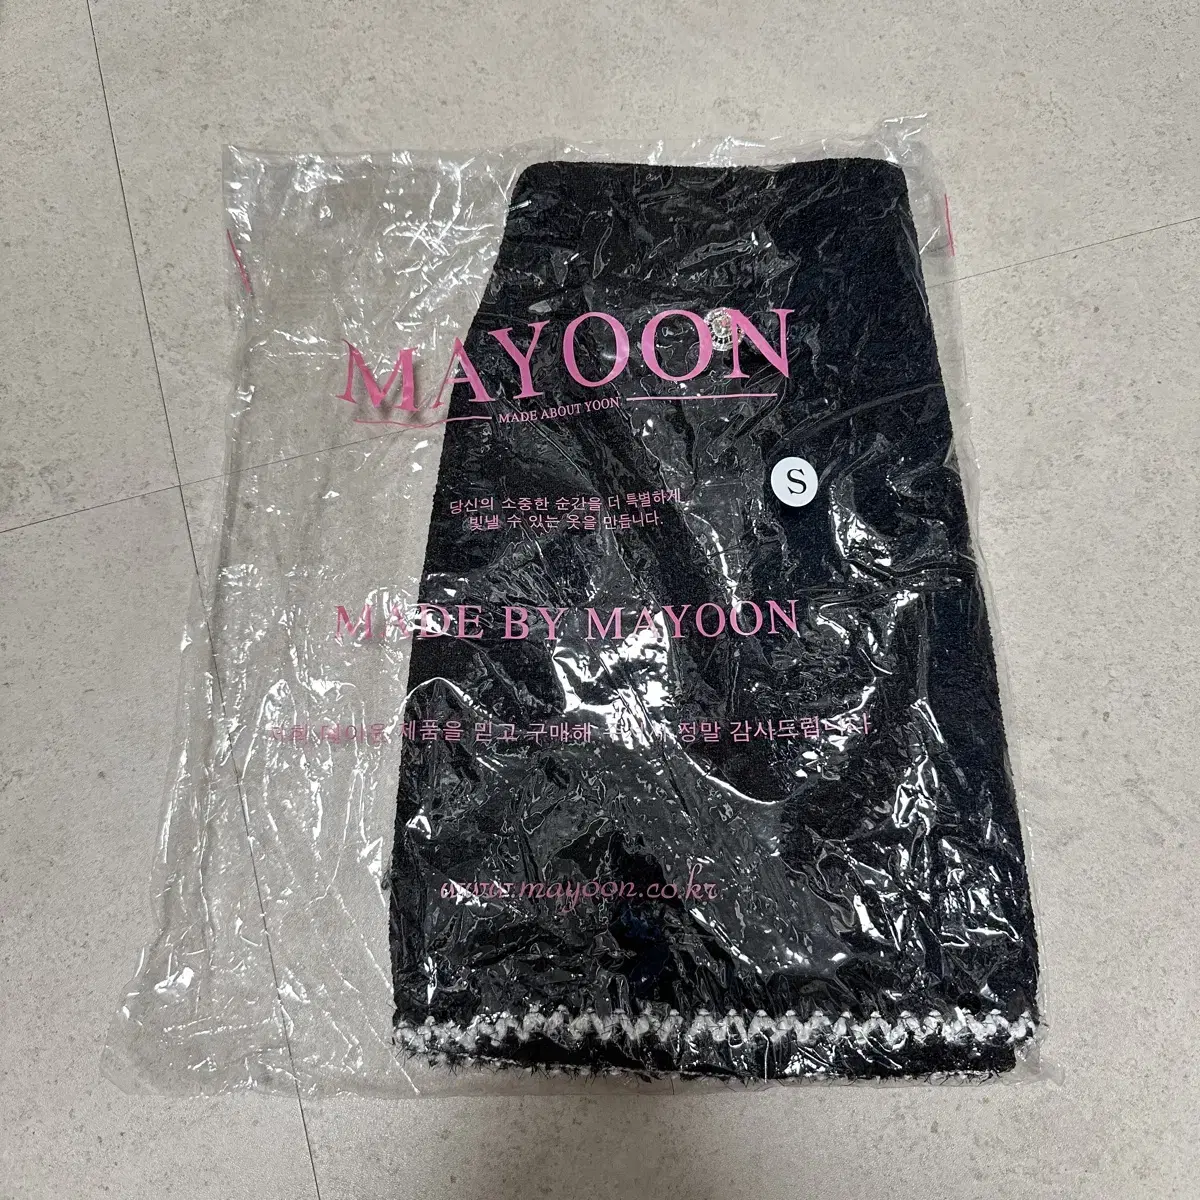 MAYOON
MADE ABOUT YOON
S
당신의 소중한 순간을 더 특별하게
빛낼 수 있는 옷을 만듭니다.
MADE BY MAYOON
제품을 믿고 구매해 정말 감사드립니다
www.mayoon.co.kr